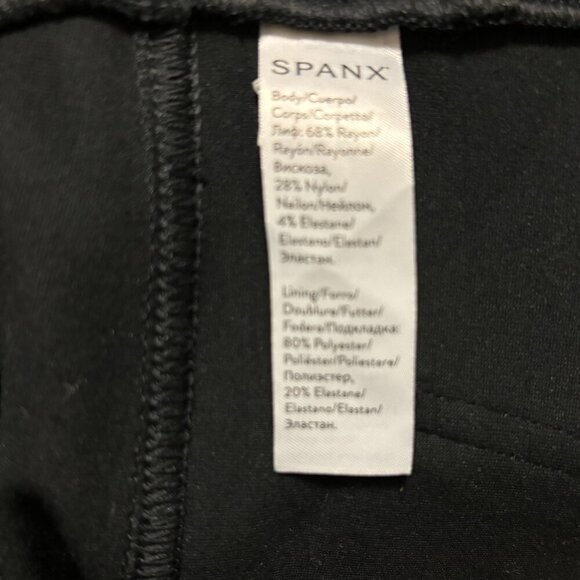 SPANX
Body/Cuerpo/
Corps/Corpetto/
Лиф: 68% Rayon/
Rayón/Rayonne/
Вискоза,
28% Nylon/
Nailon/Нейлон,
4% Elastane/
Elastano/Elastan/
Эластан.
Lining/Forro/
Doublure/Futter/
Fodera/Подкладка:
80% Polyester/
Poliéster/Poliestere/
Полиэстер,
20% Elastane/
Elastano/Elastan/
Эластан.